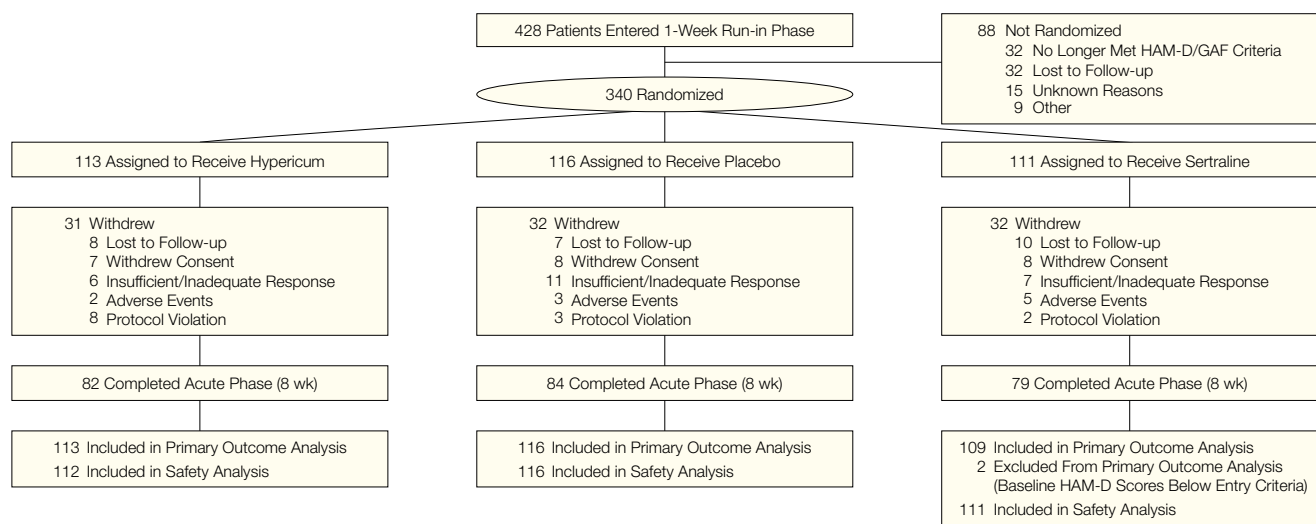 428 Patients Entered 1-Week Run-in Phase
88 Not Randomized
32 No Longer Met HAM-D/GAF Criteria
32 Lost to Follow-up
15 Unknown Reasons
9 Other
340 Randomized
113 Assigned to Receive Hypericum
116 Assigned to Receive Placebo
111 Assigned to Receive Sertraline
31 Withdrew
8 Lost to Follow-up
7 Withdrew Consent
6 Insufficient/Inadequate Response
2 Adverse Events
8 Protocol Violation
32 Withdrew
7 Lost to Follow-up
8 Withdrew Consent
11 Insufficient/Inadequate Response
3 Adverse Events
3 Protocol Violation
32 Withdrew
10 Lost to Follow-up
8 Withdrew Consent
7 Insufficient/Inadequate Response
5 Adverse Events
2 Protocol Violation
82 Completed Acute Phase (8 wk)
84 Completed Acute Phase (8 wk)
79 Completed Acute Phase (8 wk)
113 Included in Primary Outcome Analysis
112 Included in Safety Analysis
116 Included in Primary Outcome Analysis
116 Included in Safety Analysis
109 Included in Primary Outcome Analysis
2 Excluded From Primary Outcome Analysis
(Baseline HAM-D Scores Below Entry Criteria)
111 Included in Safety Analysis